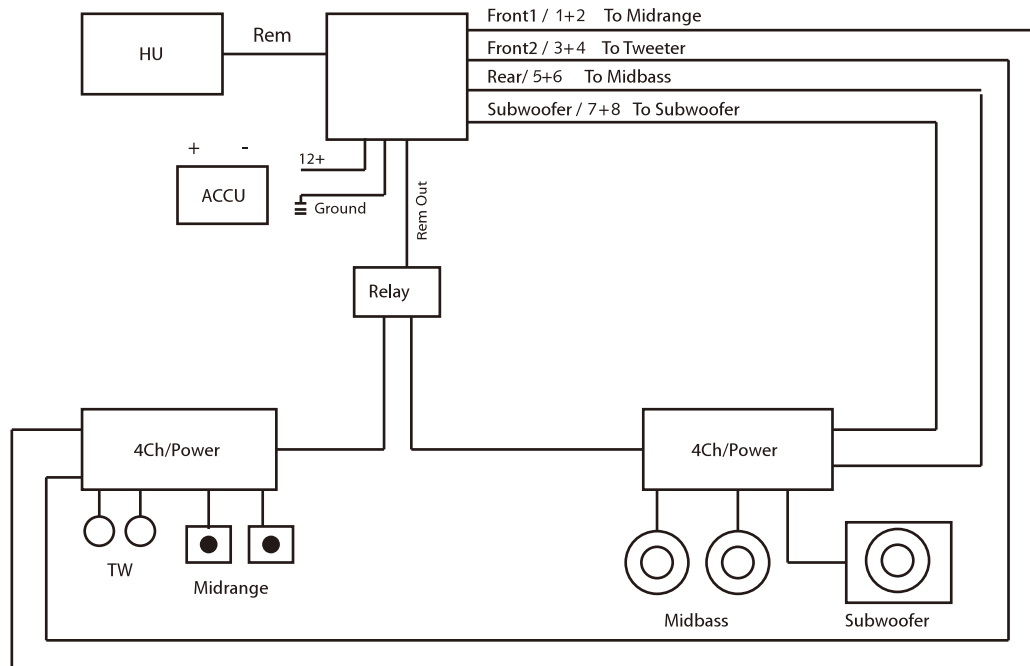 Front1 / 1+2 To Midrange
HU
Rem
Front2 / 3+4 To Tweeter
Rear/ 5+6 To Midbass
Subwoofer / 7+8 To Subwoofer
+ -
12+
ACCU
Ground
Rem Out
Relay
4Ch/Power
4Ch/Power
TW
Midrange
Midbass
Subwoofer